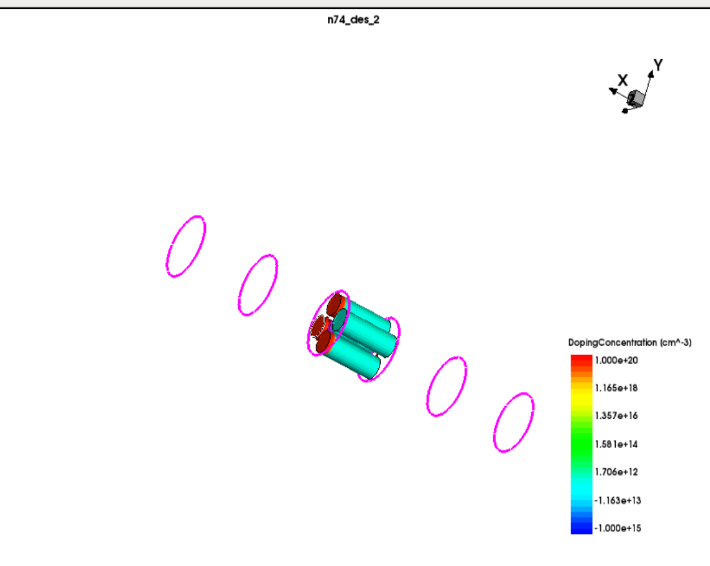 n74_des_2
Y
X
DopingConcentration (cm^-3)
1.000e+20
1.165e+18
1.357e+16
1.581e+14
1.706e+12
-1.163e+13
-1.000e+15